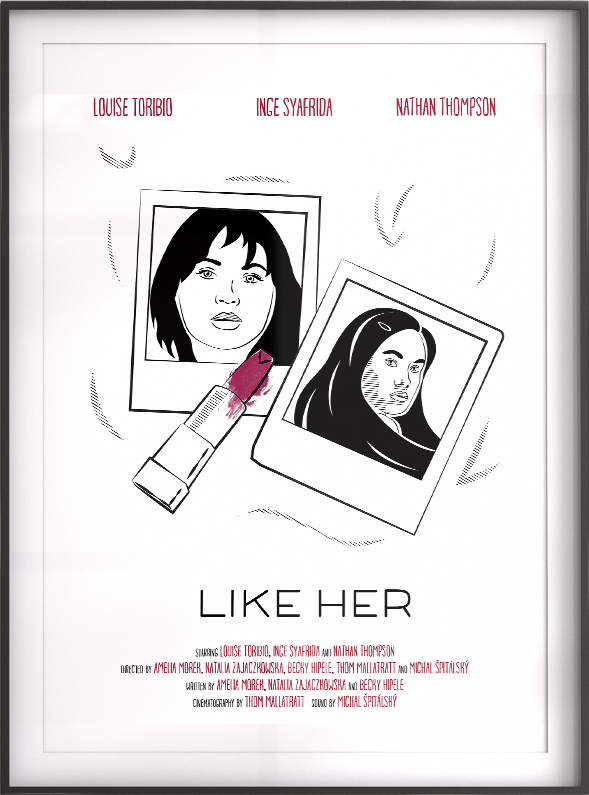 LOUISE TORIBIO INGE SYAFRIDA NATHAN THOMPSON
LIKE HER
STARRING LOUISE TORIBIO, INGE SYAFRIDA AND NATHAN THOMPSON
DIRECTED BY AMELIA MOREK, NATALIA ZAJACZKOWSKA, BECKY HIPELE, THOM MALLATRATT AND MICHAL ŠPITÁLSKÝ
WRITTEN BY AMELIA MOREK, NATALIA ZAJACZKOWSKA AND BECKY HIPELE
CINEMATOGRAPHY BY THOM MALLATRATT SOUND BY MICHAL ŠPITÁLSKÝ